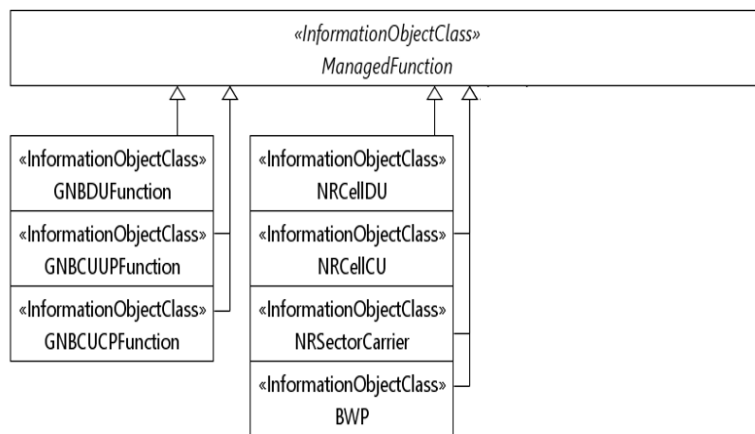 «InformationObjectClass»
ManagedFunction
«InformationObjectClass»
GNBDUFunction
«InformationObjectClass»
GNBCUUPFunction
«InformationObjectClass»
GNBCUCPFunction
«InformationObjectClass»
NRCellDU
«InformationObjectClass»
NRCellCU
«InformationObjectClass»
NRSectorCarrier
«InformationObjectClass»
BWP